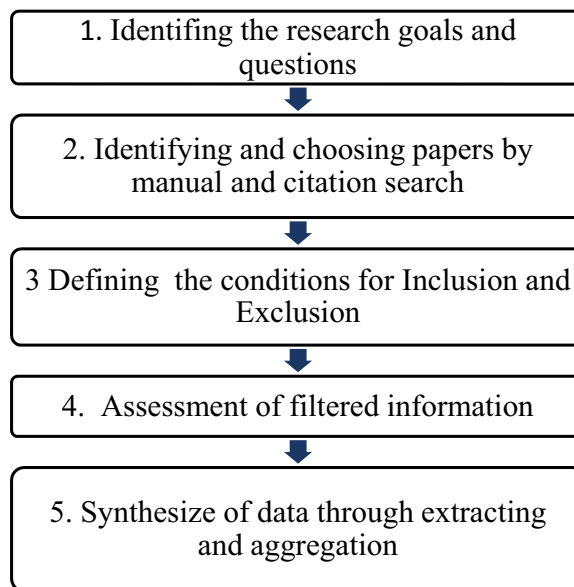 1. Identifing the research goals and
questions
2. Identifying and choosing papers by
manual and citation search
3 Defining the conditions for Inclusion and
Exclusion
4. Assessment of filtered information
5. Synthesize of data through extracting
and aggregation